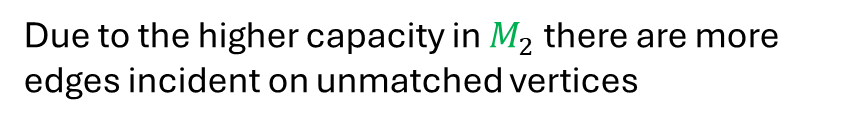 Due to the higher capacity in M₂ there are more
edges incident on unmatched vertices